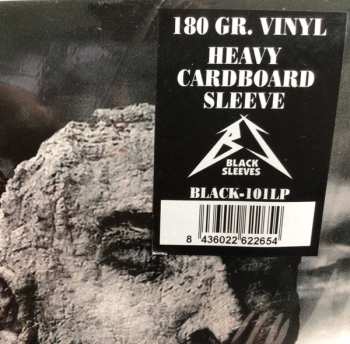 180 GR. VINYL
HEAVY
CARDBOARD
SLEEVE
BS
BLACK
SLEEVES
BLACK-101LP
8 436022 622654